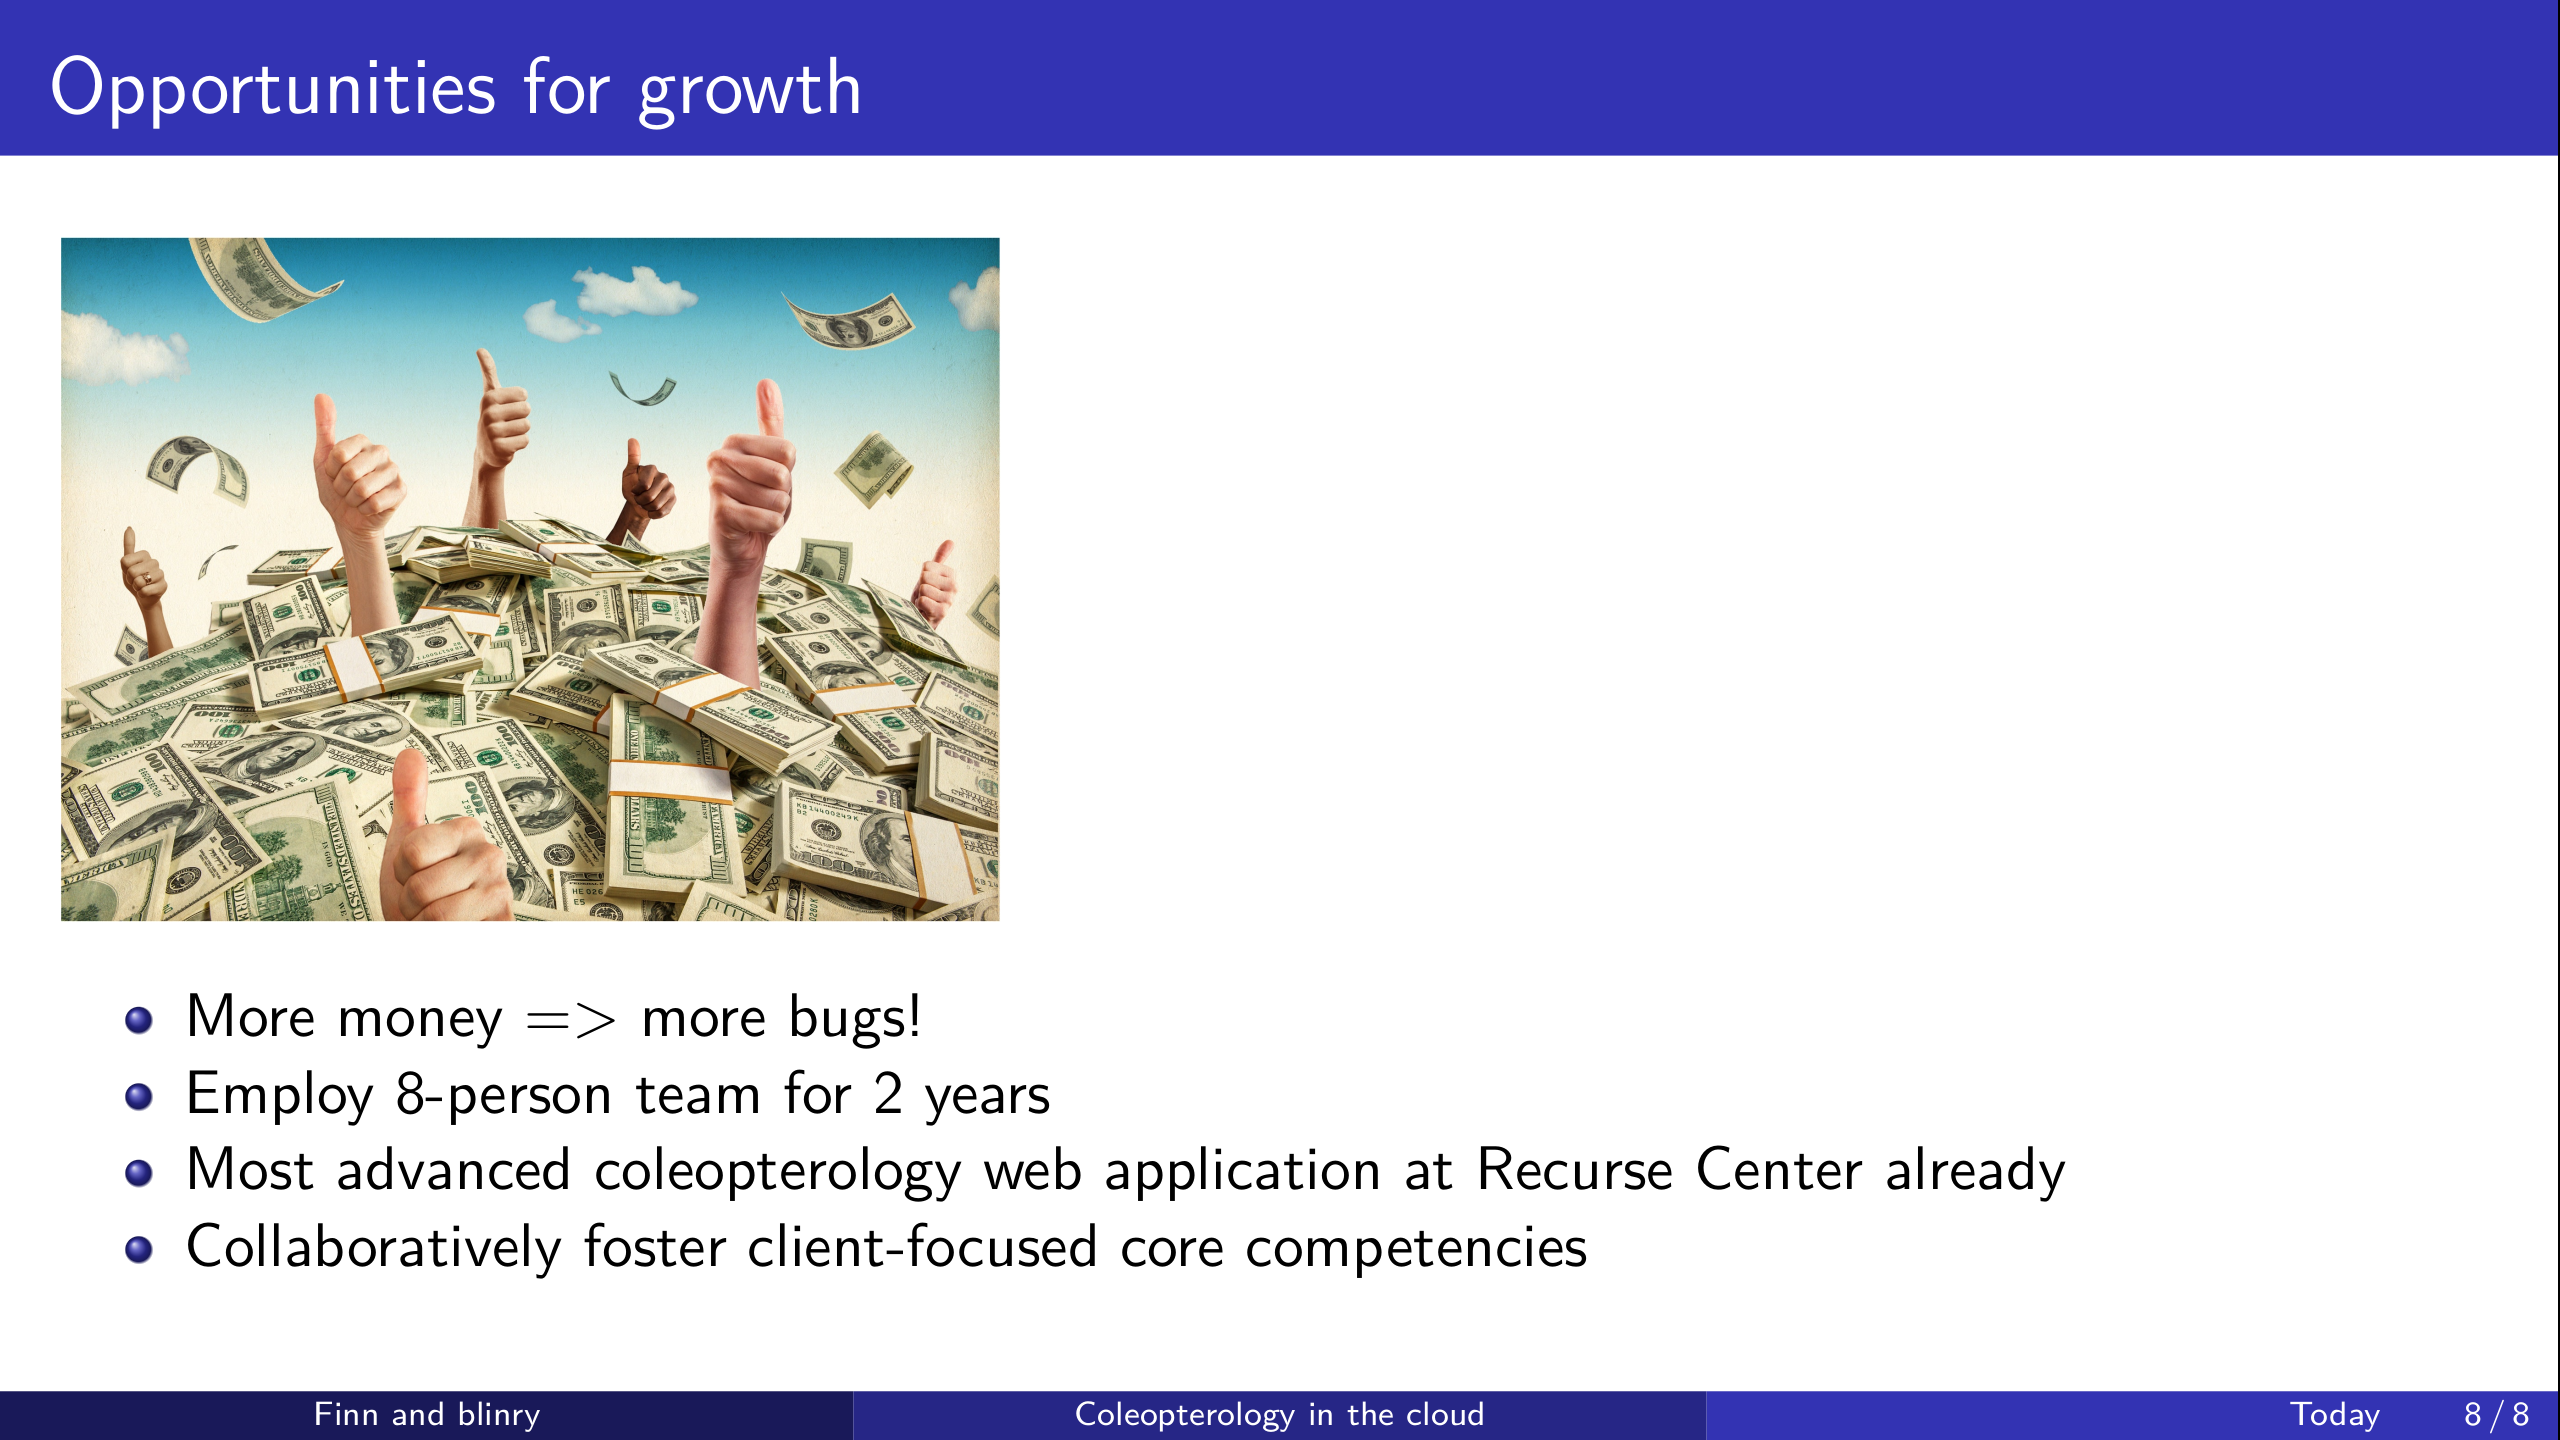 Opportunities for growth
More money => more bugs!
Employ 8-person team for 2 years
Most advanced coleopterology web application at Recurse Center already
Collaboratively foster client-focused core competencies
Finn and blinry
Coleopterology in the cloud
Today 8 / 8